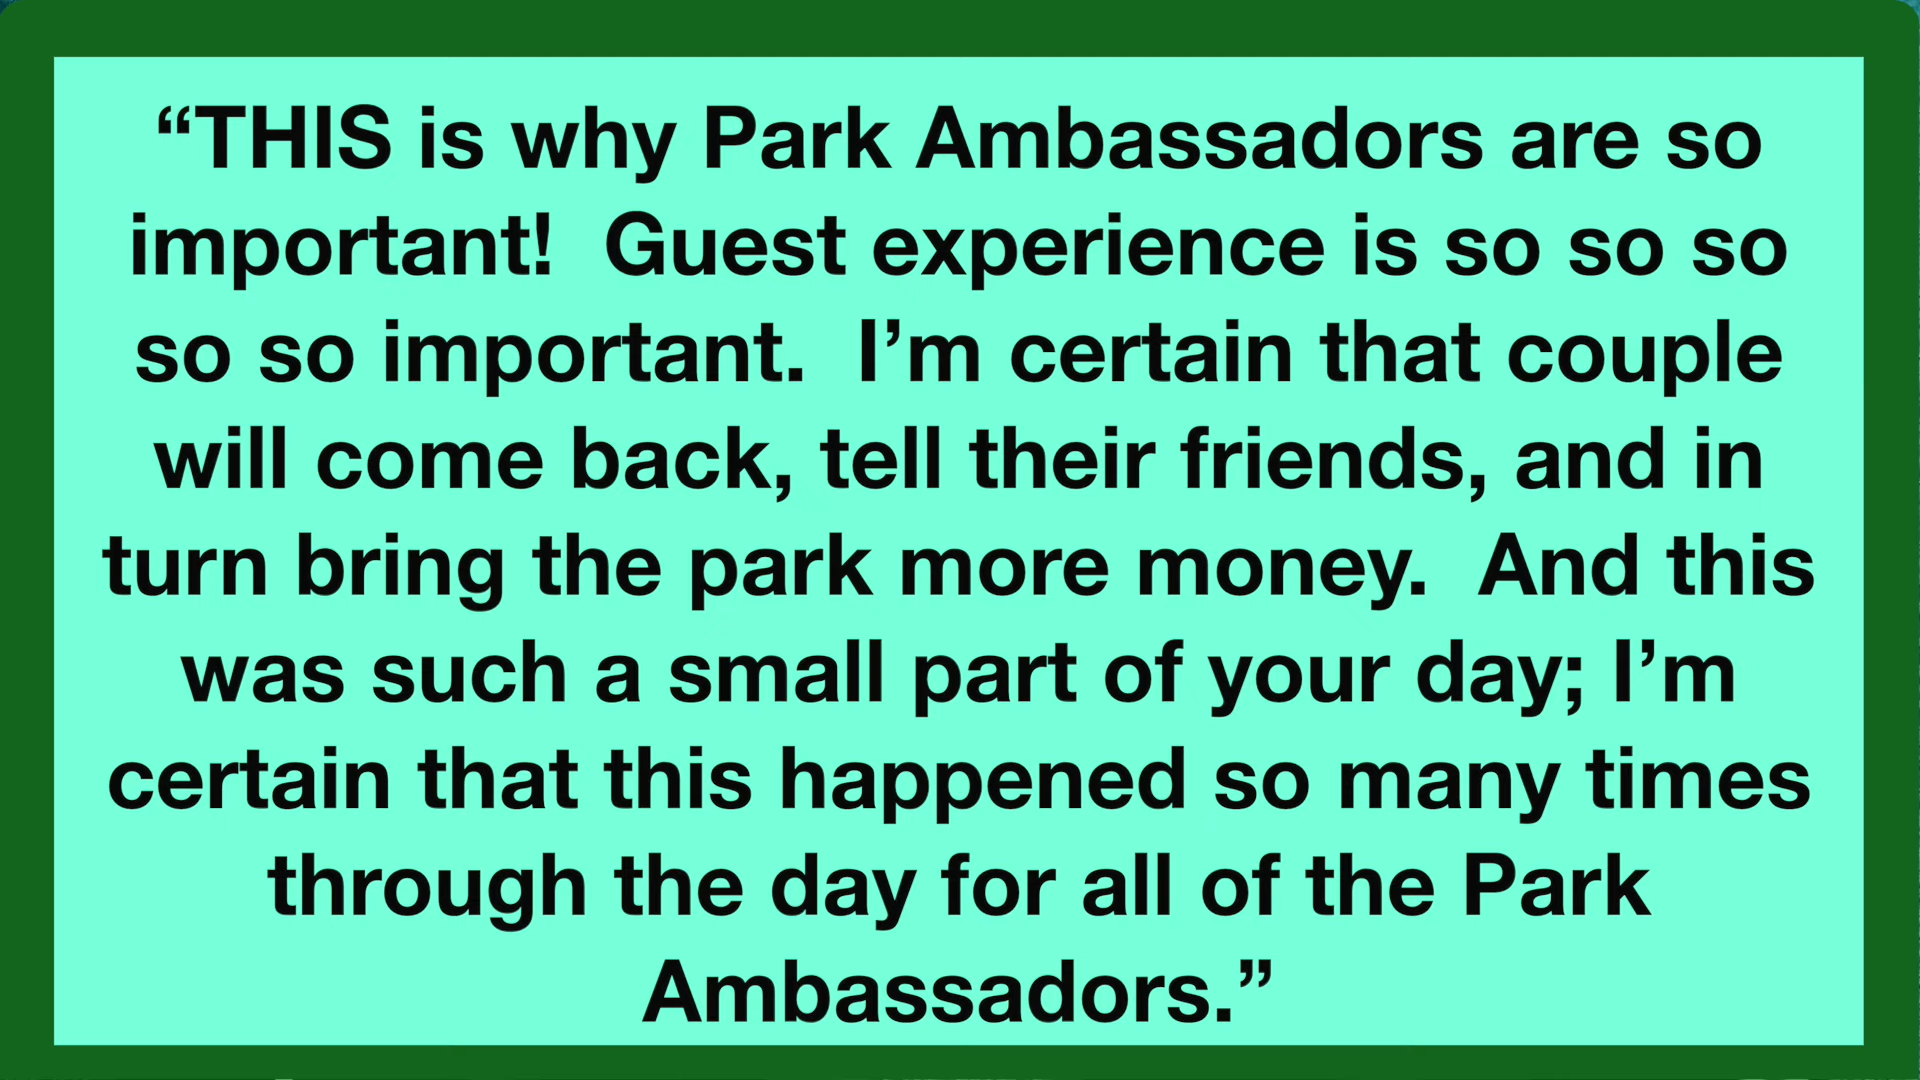 “THIS is why Park Ambassadors are so
important!  Guest experience is so so so
so so important.  I’m certain that couple
will come back, tell their friends, and in
turn bring the park more money.  And this
was such a small part of your day; I’m
certain that this happened so many times
through the day for all of the Park
Ambassadors.”